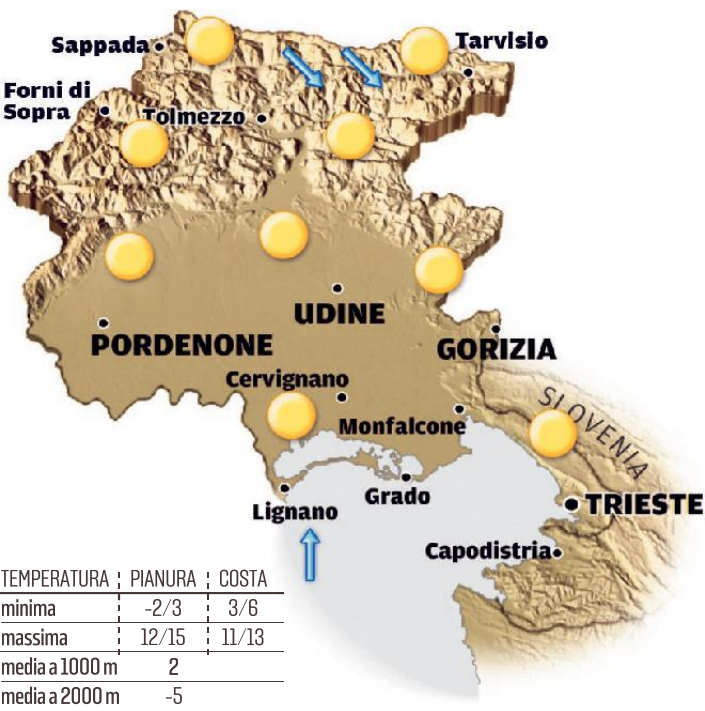 Sappada
Tarvisio
Forni di
Sopra
Tolmezzo
UDINE
PORDENONE
GORIZIA
Cervignano
SLOVENIA
Monfalcone
Grado
Lignano
TRIESTE
Capodistria
TEMPERATURA PIANURA COSTA
minima -2/3 3/6
massima 12/15 11/13
media a 1000 m 2
media a 2000 m -5